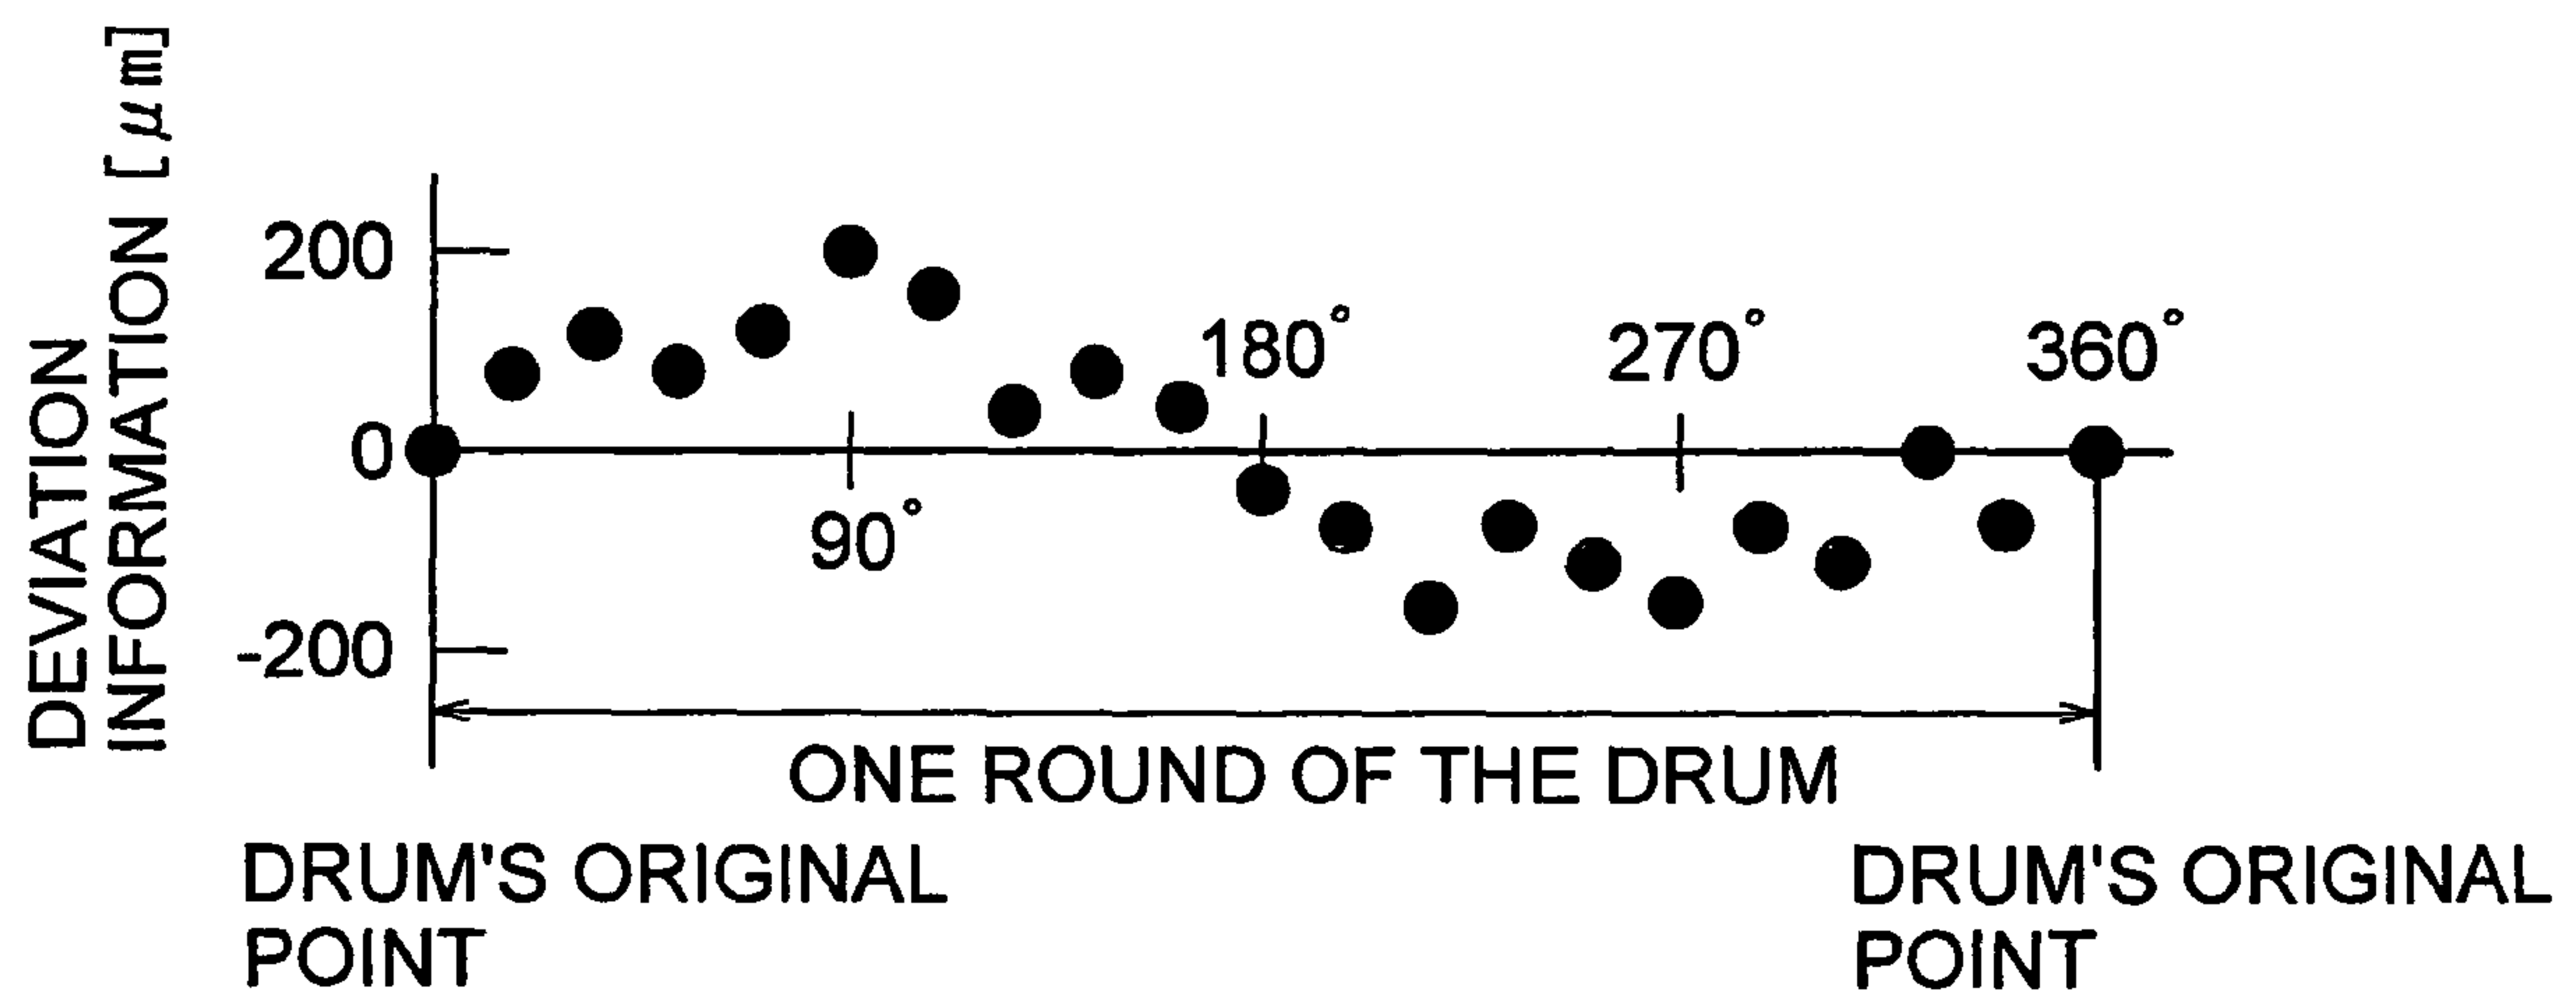 DEVIATION
INFORMATION [μm]
200
0
-200
90°
180°
270°
360°
ONE ROUND OF THE DRUM
DRUM'S ORIGINAL
POINT
DRUM'S ORIGINAL
POINT